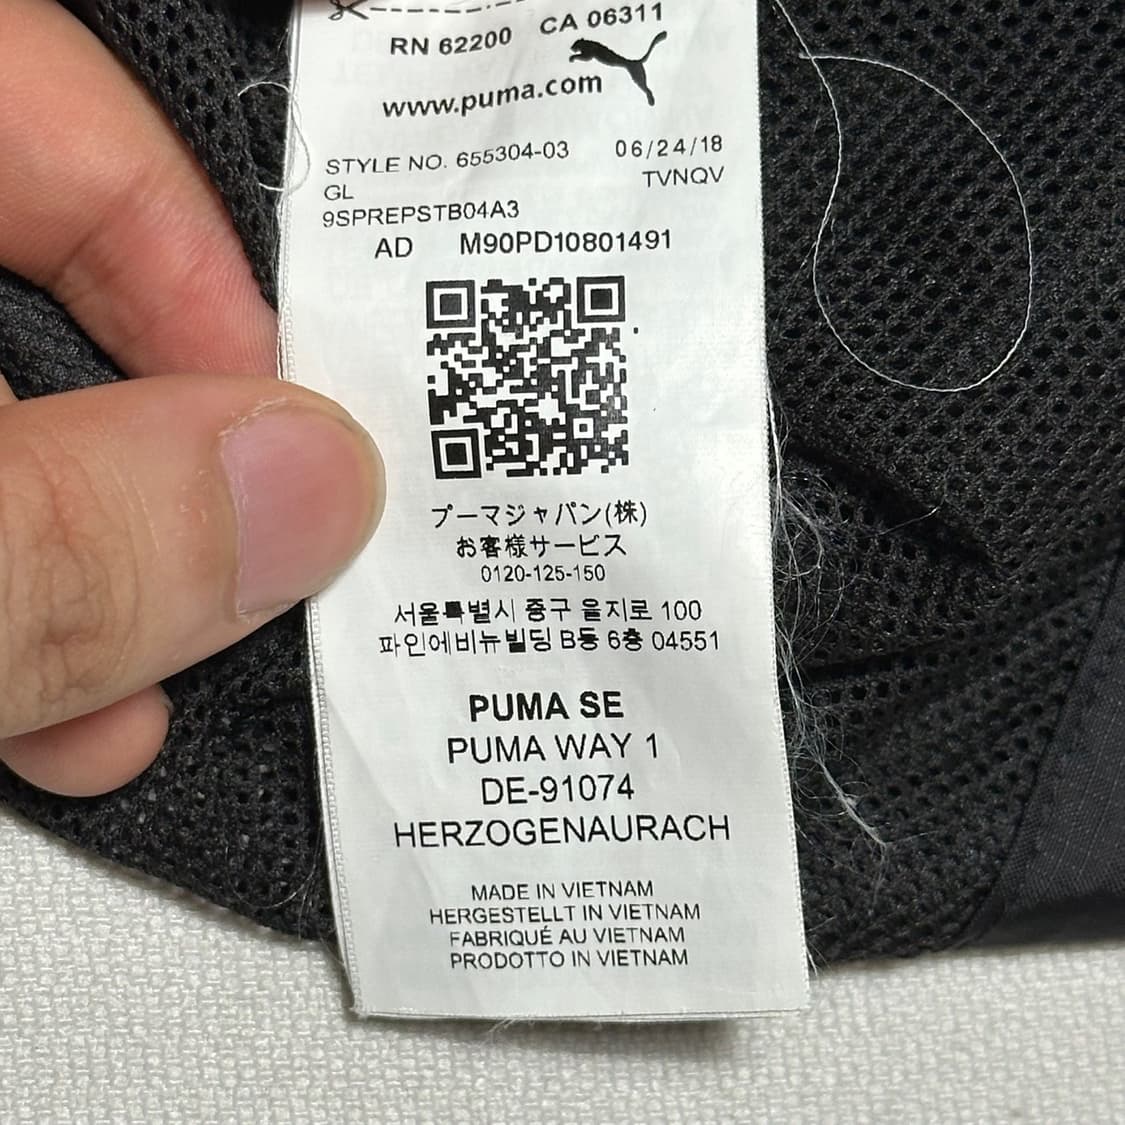 RN 62200 CA 06311
www.puma.com
STYLE NO. 655304-03 06/24/18
GL TVNQV
9SPREPSTB04A3
AD M90PD10801491
プーマジャパン(株)
お客様サービス
0120-125-150
서울특별시 중구 을지로 100
파인에비뉴빌딩 B동 6층 04551
PUMA SE
PUMA WAY 1
DE-91074
HERZOGENAURACH
MADE IN VIETNAM
HERGESTELLT IN VIETNAM
FABRIQUÉ AU VIETNAM
PRODOTTO IN VIETNAM